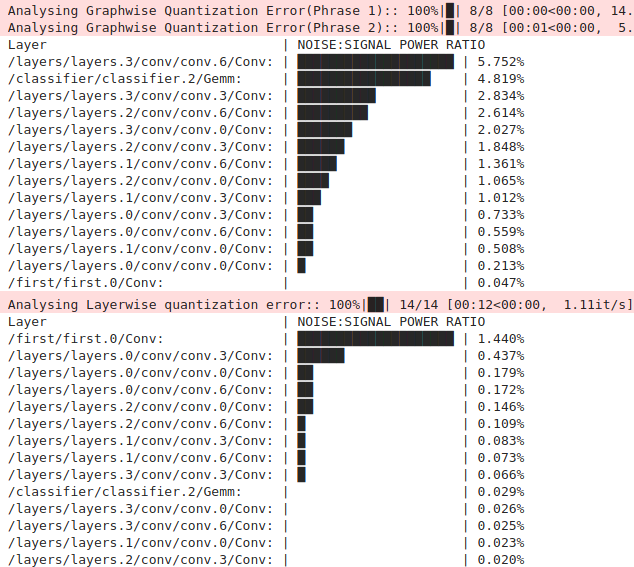 Analysing Graphwise Quantization Error(Phrase 1):: 100%|██| 8/8 [00:00<00:00, 14.
Analysing Graphwise Quantization Error(Phrase 2):: 100%|██| 8/8 [00:01<00:00,  5.
Layer | NOISE:SIGNAL POWER RATIO
/layers/layers.3/conv/conv.6/Conv: | | 5.752%
/classifier/classifier.2/Gemm: | | 4.819%
/layers/layers.3/conv/conv.3/Conv: | | 2.834%
/layers/layers.2/conv/conv.6/Conv: | | 2.614%
/layers/layers.3/conv/conv.0/Conv: | | 2.027%
/layers/layers.2/conv/conv.3/Conv: | | 1.848%
/layers/layers.1/conv/conv.6/Conv: | | 1.361%
/layers/layers.2/conv/conv.0/Conv: | | 1.065%
/layers/layers.1/conv/conv.3/Conv: | | 1.012%
/layers/layers.0/conv/conv.3/Conv: | | 0.733%
/layers/layers.0/conv/conv.6/Conv: | | 0.559%
/layers/layers.1/conv/conv.0/Conv: | | 0.508%
/layers/layers.0/conv/conv.0/Conv: | | 0.213%
/first/first.0/Conv: | | 0.047%
Analysing Layerwise quantization error:: 100%|██| 14/14 [00:12<00:00,  1.11it/s]
Layer | NOISE:SIGNAL POWER RATIO
/first/first.0/Conv: | | 1.440%
/layers/layers.0/conv/conv.3/Conv: | | 0.437%
/layers/layers.0/conv/conv.0/Conv: | | 0.179%
/layers/layers.0/conv/conv.6/Conv: | | 0.172%
/layers/layers.2/conv/conv.0/Conv: | | 0.146%
/layers/layers.2/conv/conv.6/Conv: | | 0.109%
/layers/layers.1/conv/conv.3/Conv: | | 0.083%
/layers/layers.1/conv/conv.6/Conv: | | 0.073%
/layers/layers.3/conv/conv.3/Conv: | | 0.066%
/classifier/classifier.2/Gemm: | | 0.029%
/layers/layers.3/conv/conv.0/Conv: | | 0.026%
/layers/layers.3/conv/conv.6/Conv: | | 0.025%
/layers/layers.1/conv/conv.0/Conv: | | 0.023%
/layers/layers.2/conv/conv.3/Conv: | | 0.020%